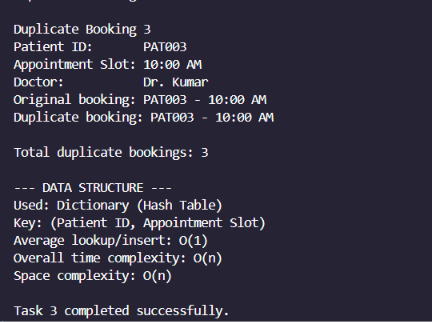 Duplicate Booking 3
Patient ID:       PAT003
Appointment Slot: 10:00 AM
Doctor:           Dr. Kumar
Original booking: PAT003 - 10:00 AM
Duplicate booking: PAT003 - 10:00 AM

Total duplicate bookings: 3

--- DATA STRUCTURE ---
Used: Dictionary (Hash Table)
Key: (Patient ID, Appointment Slot)
Average lookup/insert: O(1)
Overall time complexity: O(n)
Space complexity: O(n)

Task 3 completed successfully.